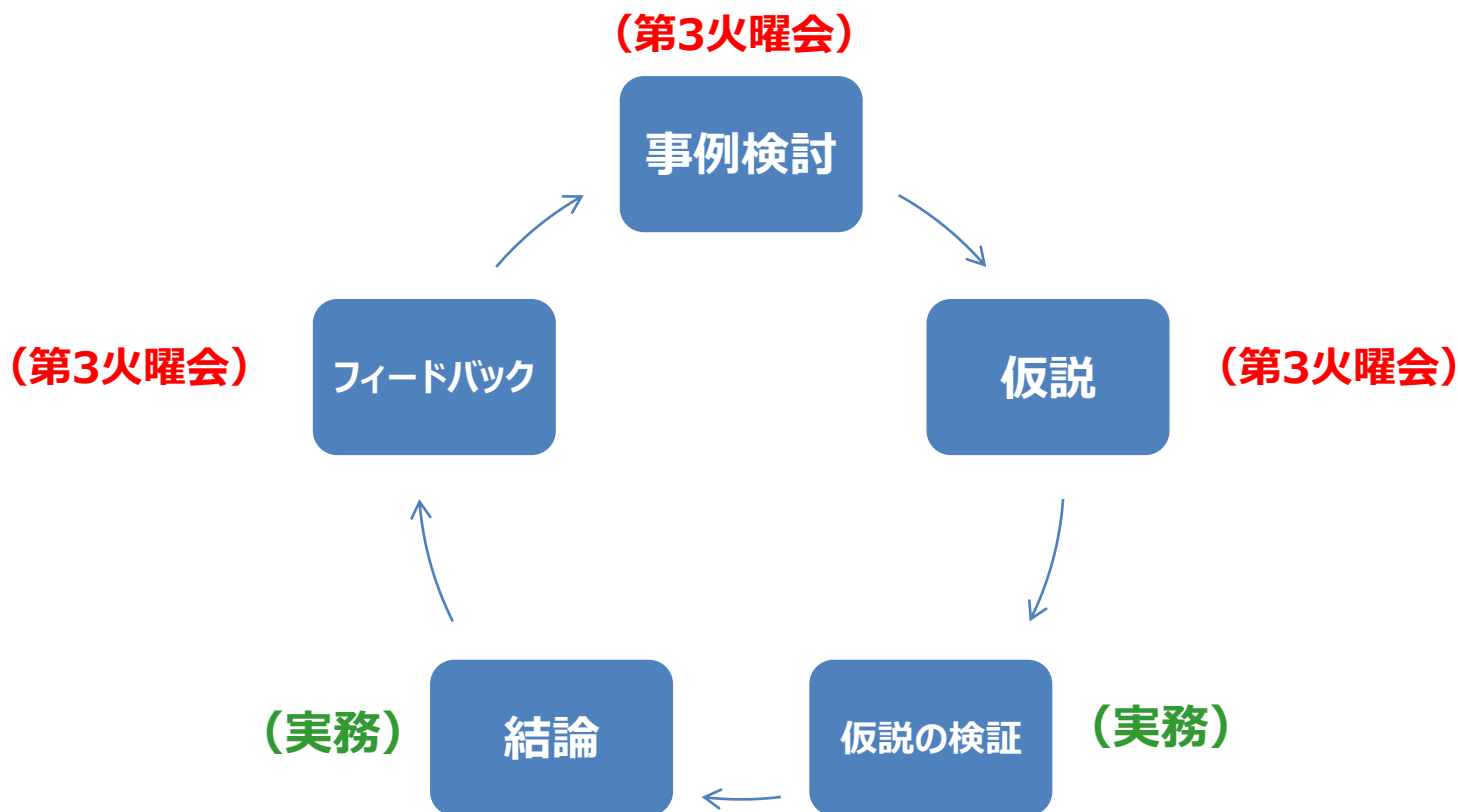 （第3火曜会）
事例検討
フィードバック
（第3火曜会）
仮説
（第3火曜会）
結論
（実務）
仮説の検証
（実務）